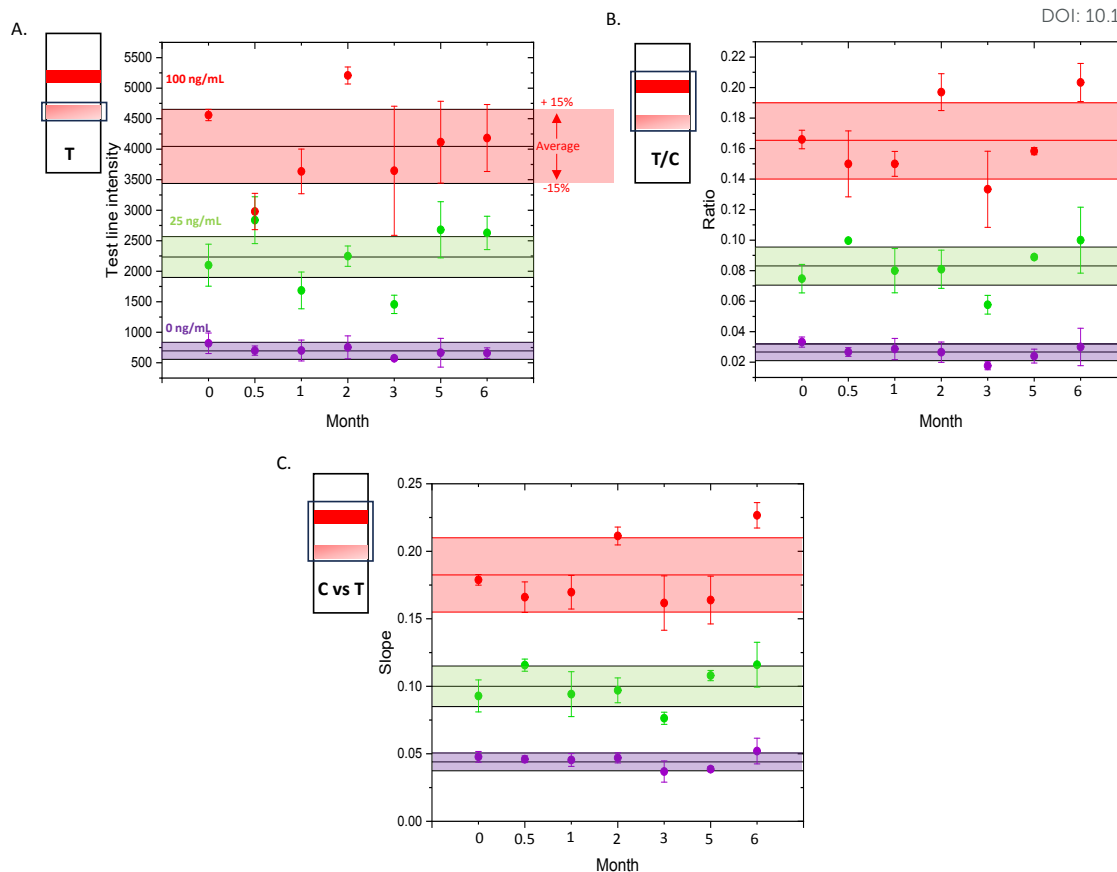 DOI: 10.1
A.
T
100 ng/mL
25 ng/mL
0 ng/mL
+ 15%
Average
-15%
Test line intensity
5500
5000
4500
4000
3500
3000
2500
2000
1500
1000
500
0 0.5 1 2 3 5 6
Month
B.
T/C
Ratio
0.20
0.18
0.16
0.14
0.12
0.10
0.08
0.06
0.04
0.02
0 0.5 1 2 3 5 6
Month
C.
C vs T
Slope
0.25
0.20
0.15
0.10
0.05
0.00
0 0.5 1 2 3 5 6
Month